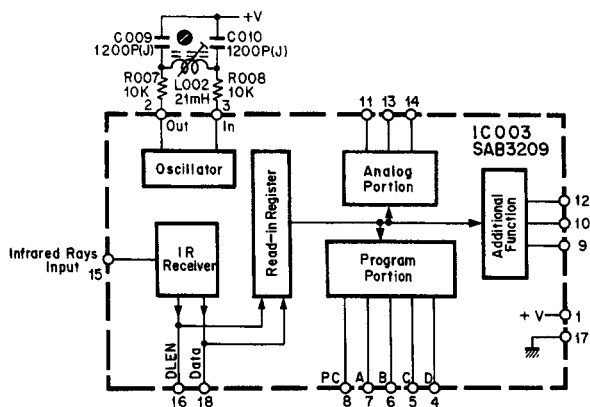 +V
C009
1200P(J)
C010
1200P(J)
R007
10K
L002
21mH
R008
10K
2
Out
3
In
11 13 14
IC003
SAB3209
Oscillator
Read-in Register
Analog
Portion
Additional
Function
12
10
9
Infrared Rays
Input
15
IR
Receiver
Program
Portion
+V
1
17
DLEN
Data
PC A B C D
16 18 8 7 6 5 4